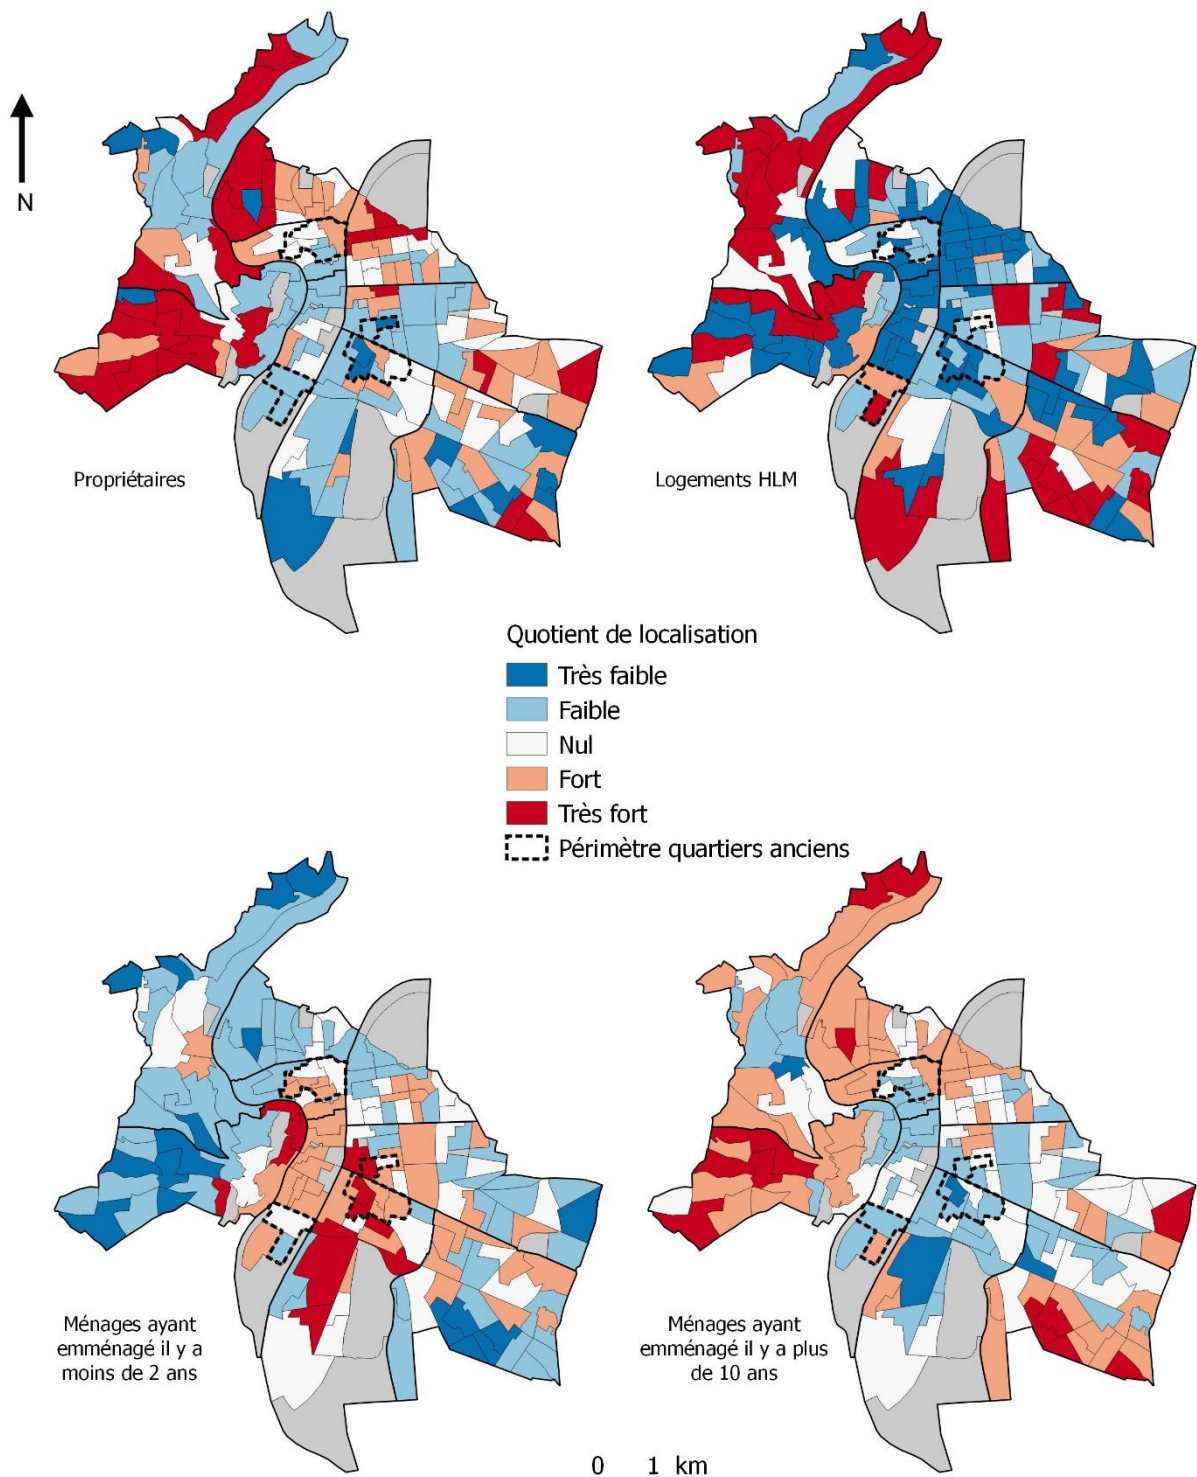 N
Propriétaires
Logements HLM
Quotient de localisation
Très faible
Faible
Nul
Fort
Très fort
Périmètre quartiers anciens
Ménages ayant
emménagé il y a
moins de 2 ans
Ménages ayant
emménagé il y a plus
de 10 ans
0 1 km